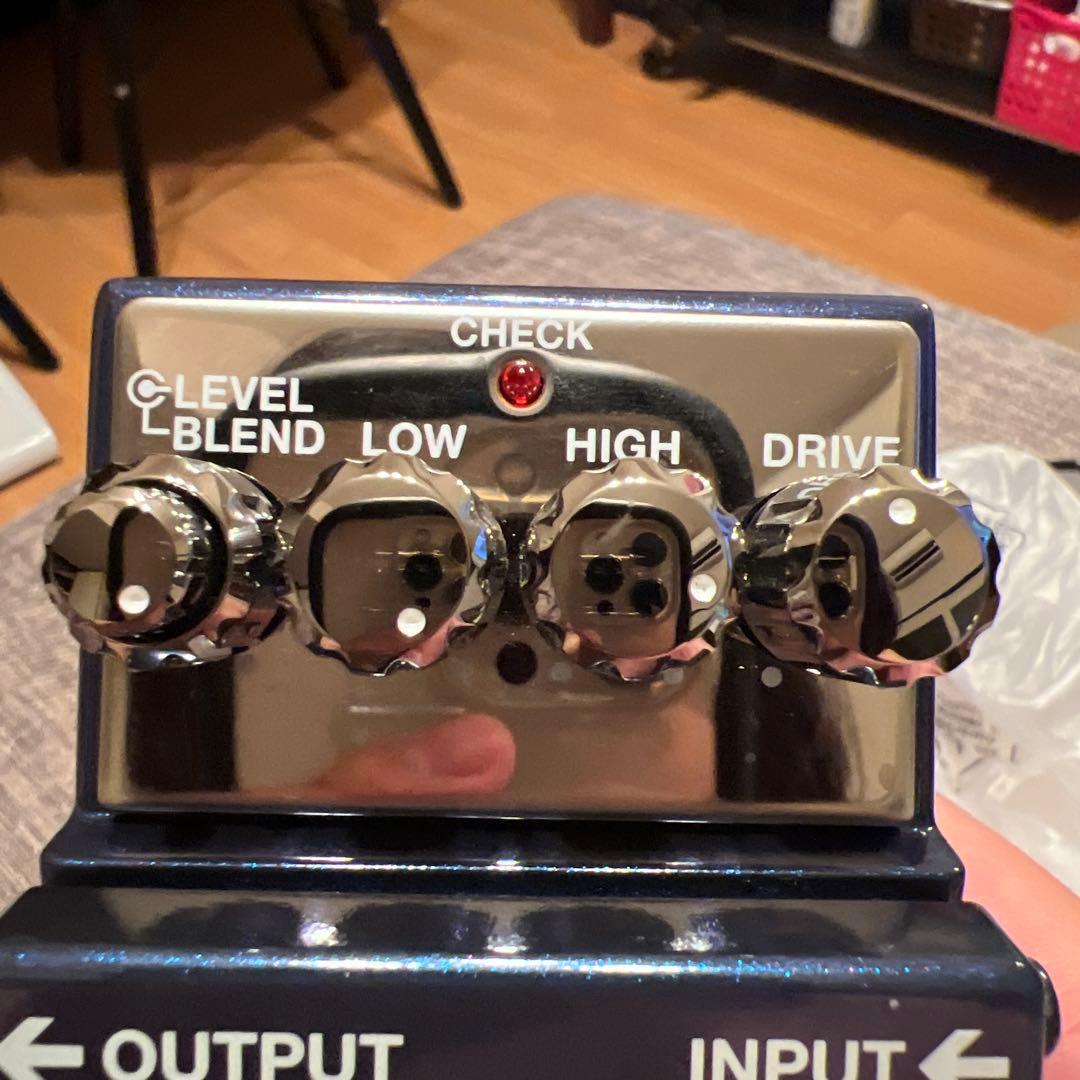 CHECK
LEVEL
BLEND
LOW
HIGH
DRIVE
OUTPUT
INPUT